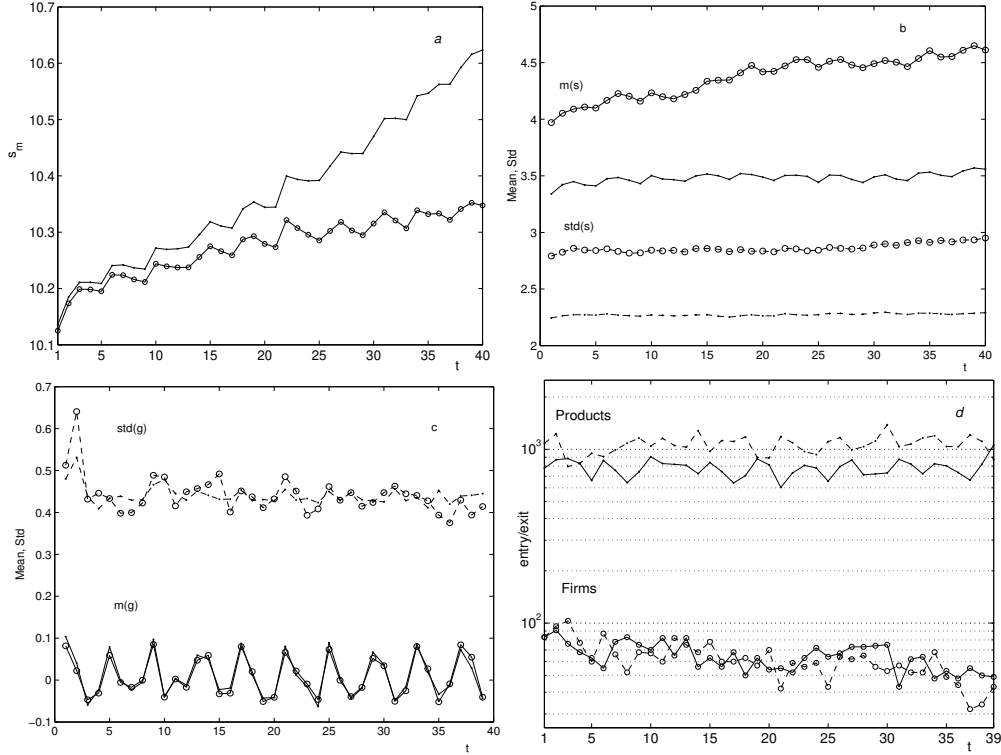 10.7
10.6
10.5
10.4
10.3
10.2
10.1
s_m
a
1 5 10 15 20 25 30 35 40
t
5
4.5
4
3.5
3
2.5
2
Mean, Std
b
m(s)
std(s)
0 5 10 15 20 25 30 35 40
t
0.7
0.6
0.5
0.4
0.3
0.2
0.1
0
−0.1
Mean, Std
std(g)
c
m(g)
0 5 10 15 20 25 30 35 40
t
Products
d
10^3
entry/exit
Firms
10^2
1 5 10 15 20 25 30 35 39
t